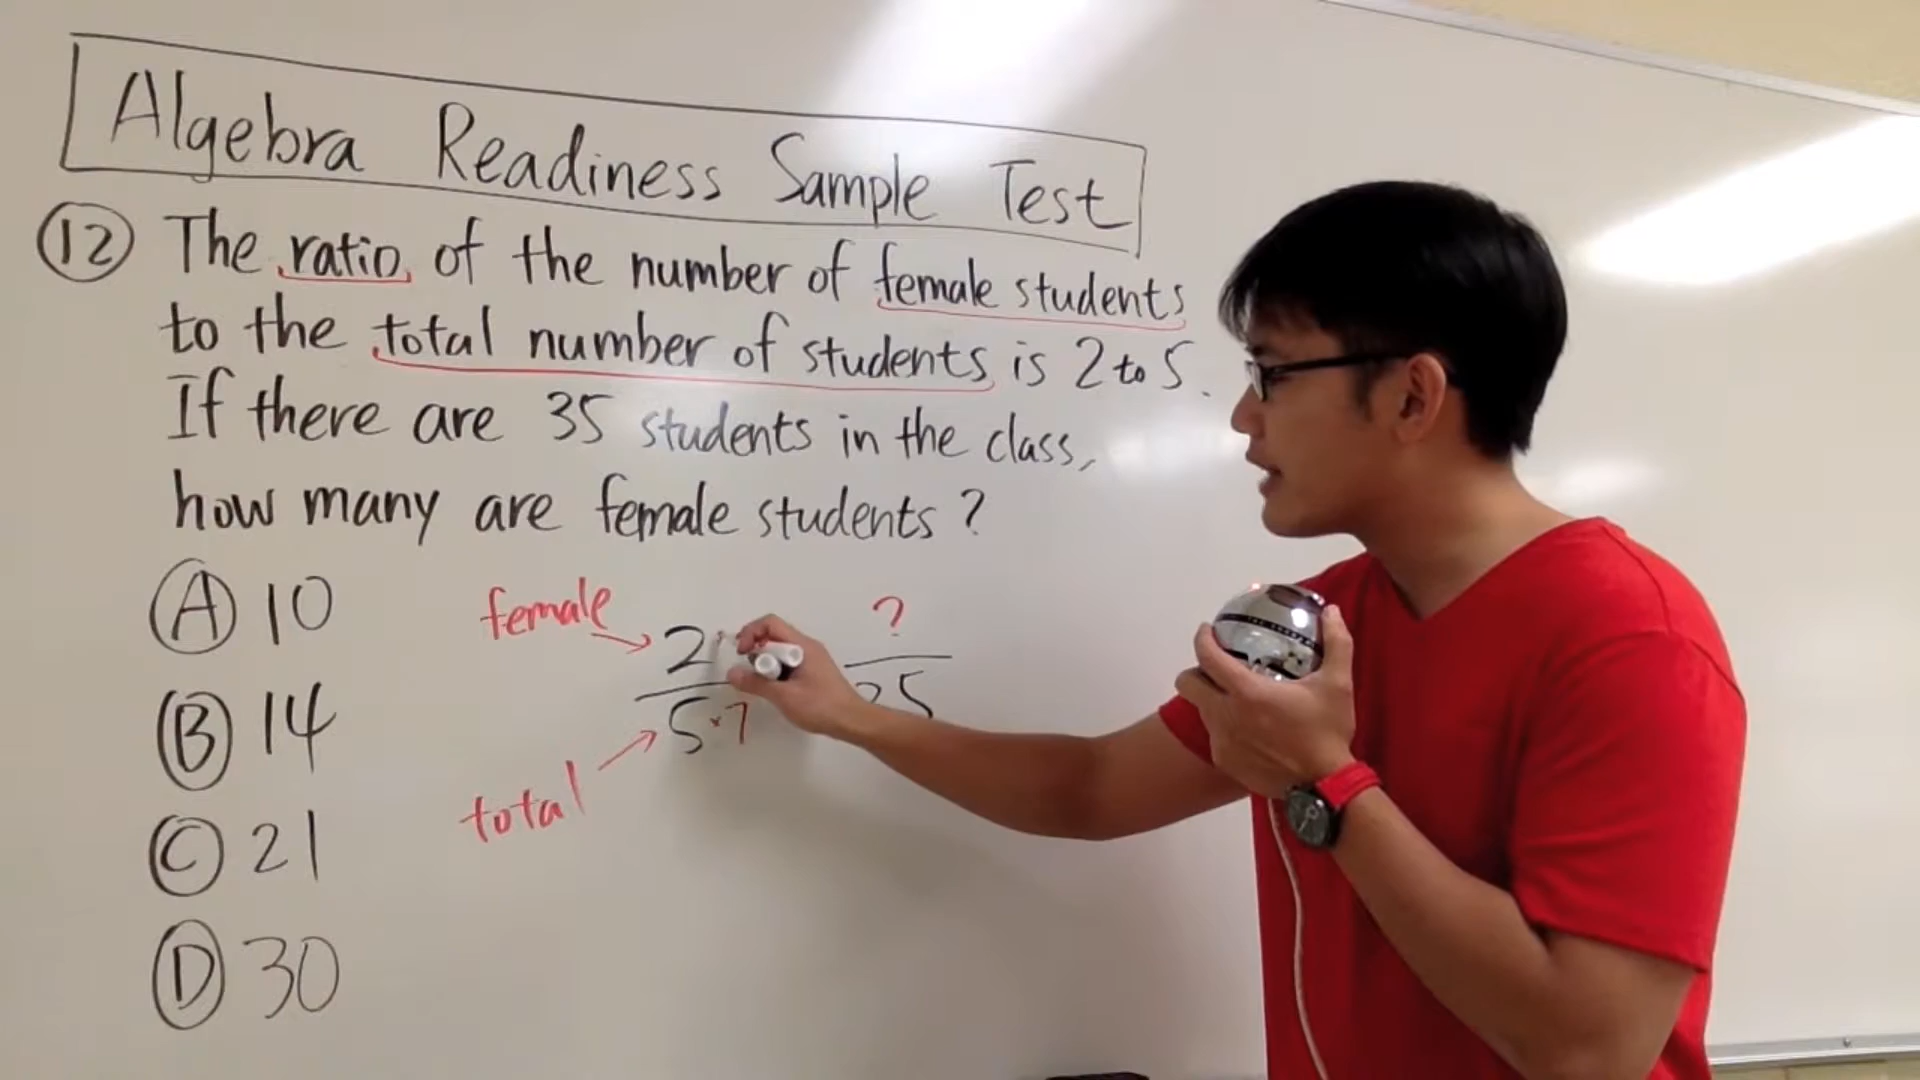 Algebra Readiness Sample Test
12 The ratio of the number of female students
to the total number of students is 2 to 5.
If there are 35 students in the class,
how many are female students?
A 10
B 14
C 21
D 30
female
2
?
5 × 7
35
total